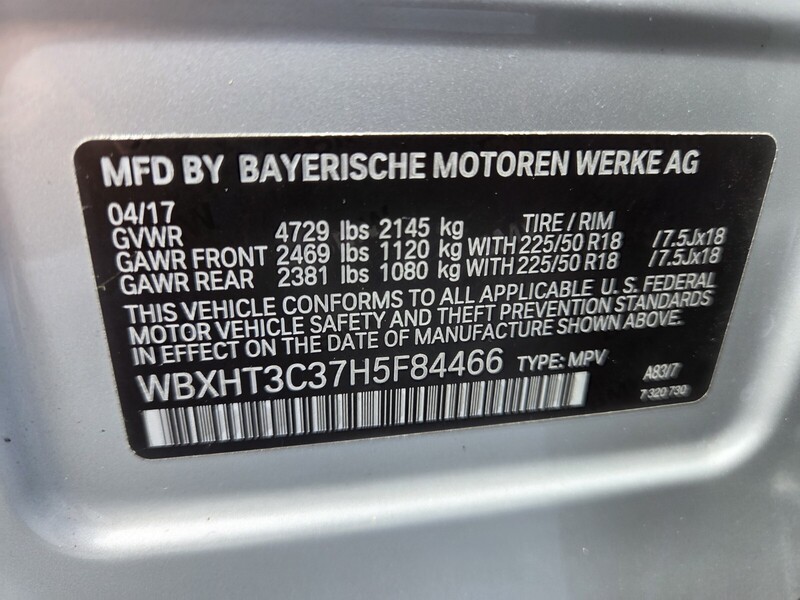 MFD BY BAYERISCHE MOTOREN WERKE AG
04/17 TIRE / RIM
GVWR 4729 lbs 2145 kg
GAWR FRONT 2469 lbs 1120 kg WITH 225/50 R18 /7.5Jx18
GAWR REAR 2381 lbs 1080 kg WITH 225/50 R18 /7.5Jx18
THIS VEHICLE CONFORMS TO ALL APPLICABLE U.S. FEDERAL
MOTOR VEHICLE SAFETY AND THEFT PREVENTION STANDARDS
IN EFFECT ON THE DATE OF MANUFACTURE SHOWN ABOVE.
WBXHT3C37H5F84466 TYPE: MPV A83/7
7 320 730